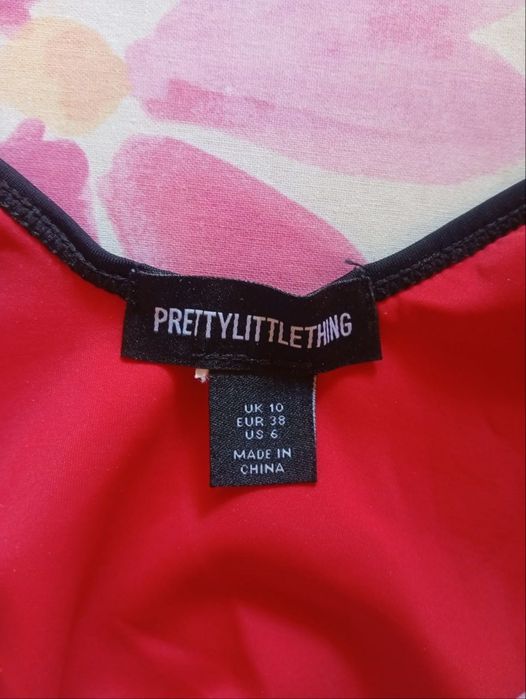 PRETTYLITTLETHING
UK 10
EUR 38
US 6
MADE IN
CHINA